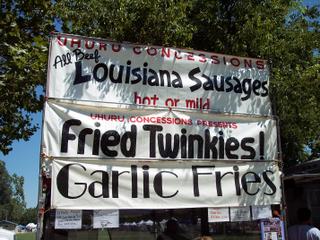 UHURU CONCESSIONS
All Beef
Louisiana Sausages
hot or mild
UHURU CONCESSIONS PRESENTS
Fried Twinkies!
Garlic Fries